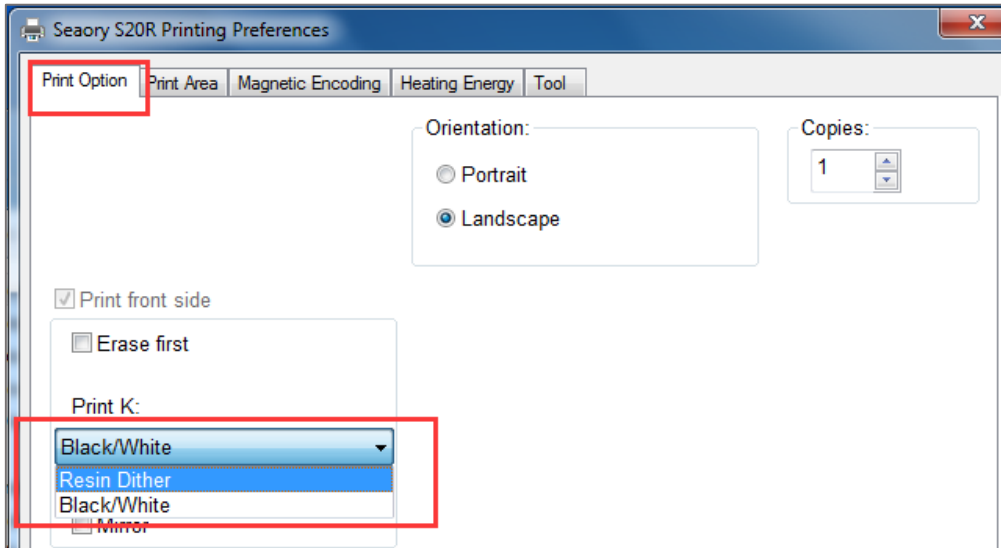 Seaory S20R Printing Preferences
Print Option Print Area Magnetic Encoding Heating Energy Tool
Orientation: Copies:
Portrait 1
Landscape
Print front side
Erase first
Print K:
Black/White
Resin Dither
Black/White
Mirror